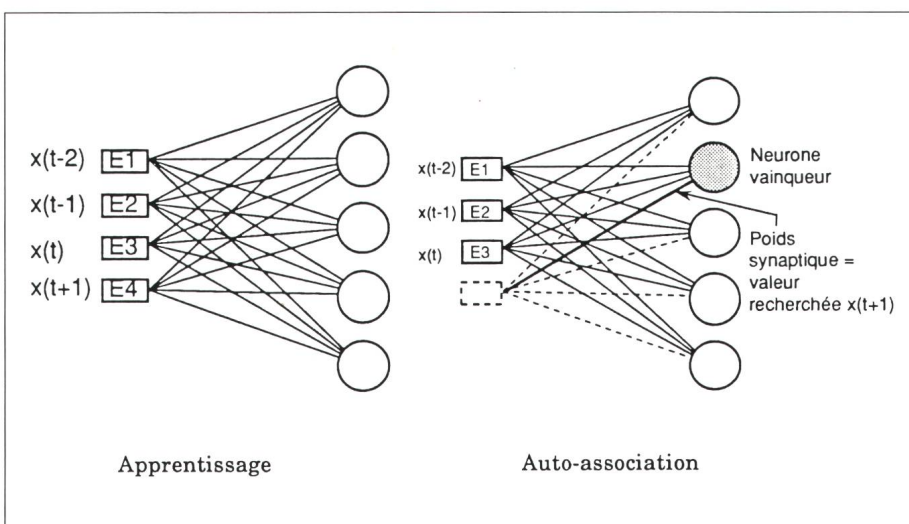 x(t-2) E1
x(t-1) E2
x(t) E3
x(t+1) E4
Apprentissage
x(t-2) E1
x(t-1) E2
x(t) E3
Neurone
vainqueur
Poids
synaptique =
valeur
recherchée x(t+1)
Auto-association